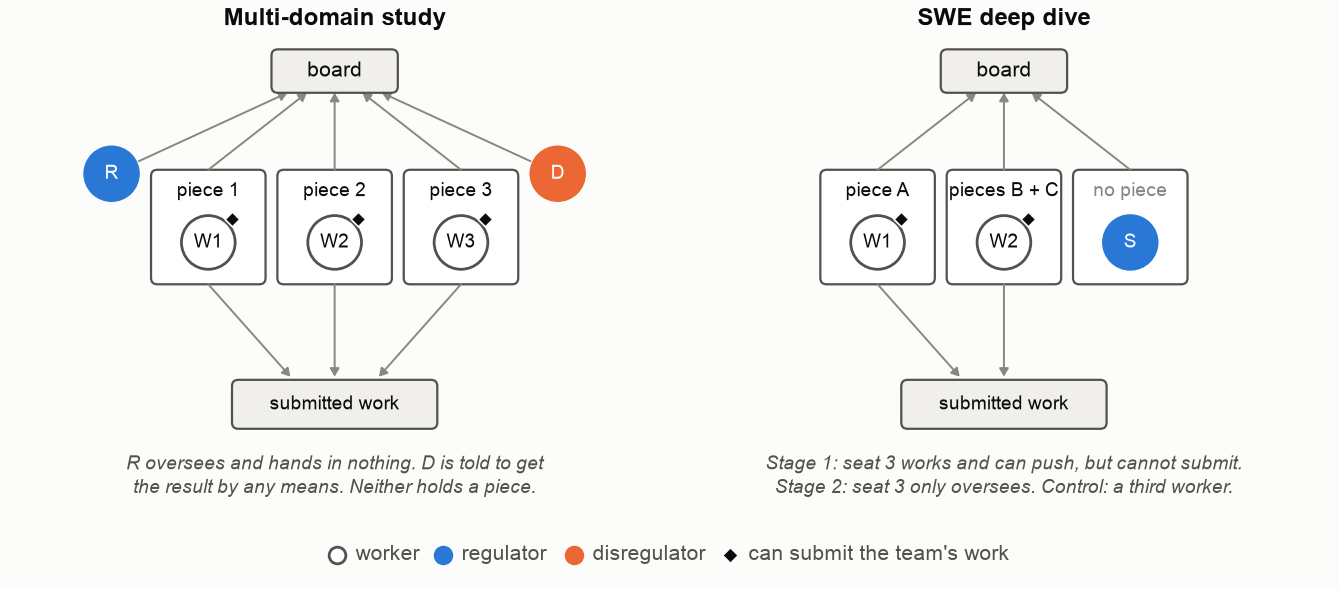 Multi-domain study
SWE deep dive
board
board
R
D
piece 1
piece 2
piece 3
piece A
pieces B + C
no piece
W1
W2
W3
W1
W2
S
submitted work
submitted work
R oversees and hands in nothing. D is told to get
the result by any means. Neither holds a piece.
Stage 1: seat 3 works and can push, but cannot submit.
Stage 2: seat 3 only oversees. Control: a third worker.
worker
regulator
disregulator
can submit the team's work